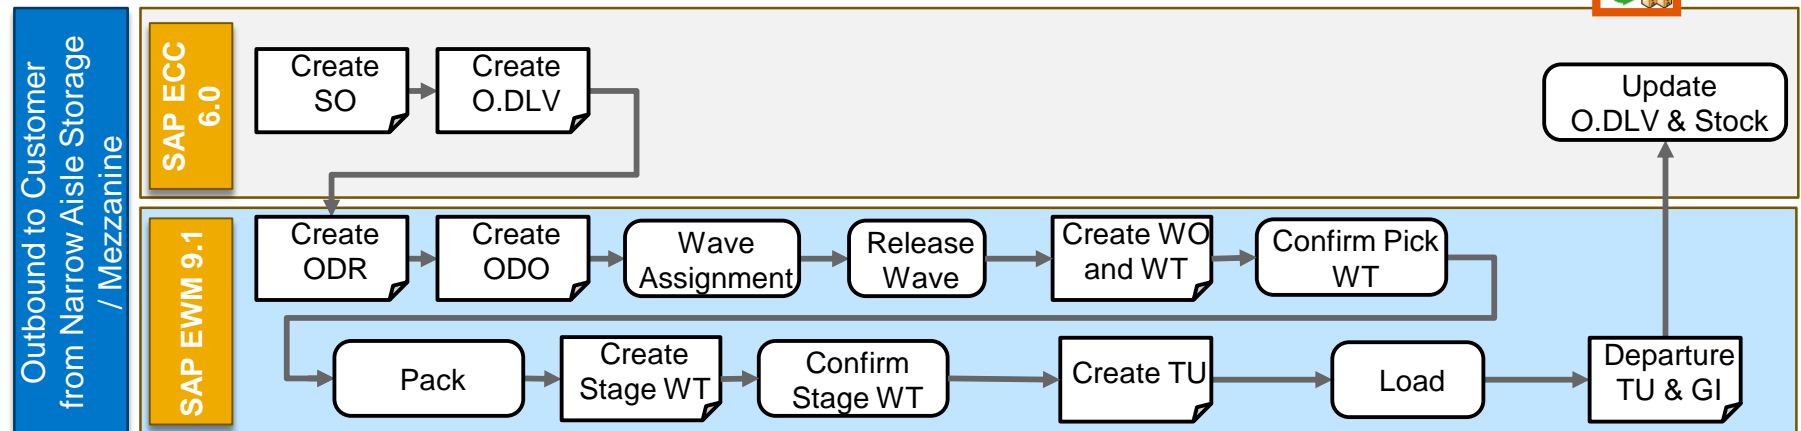 Outbound to Customer
from Narrow Aisle Storage
/ Mezzanine
SAP ECC
6.0
Create
SO
Create
O.DLV
Update
O.DLV & Stock
SAP EWM 9.1
Create
ODR
Create
ODO
Wave
Assignment
Release
Wave
Create WO
and WT
Confirm Pick
WT
Pack
Create
Stage WT
Confirm
Stage WT
Create TU
Load
Departure
TU & GI